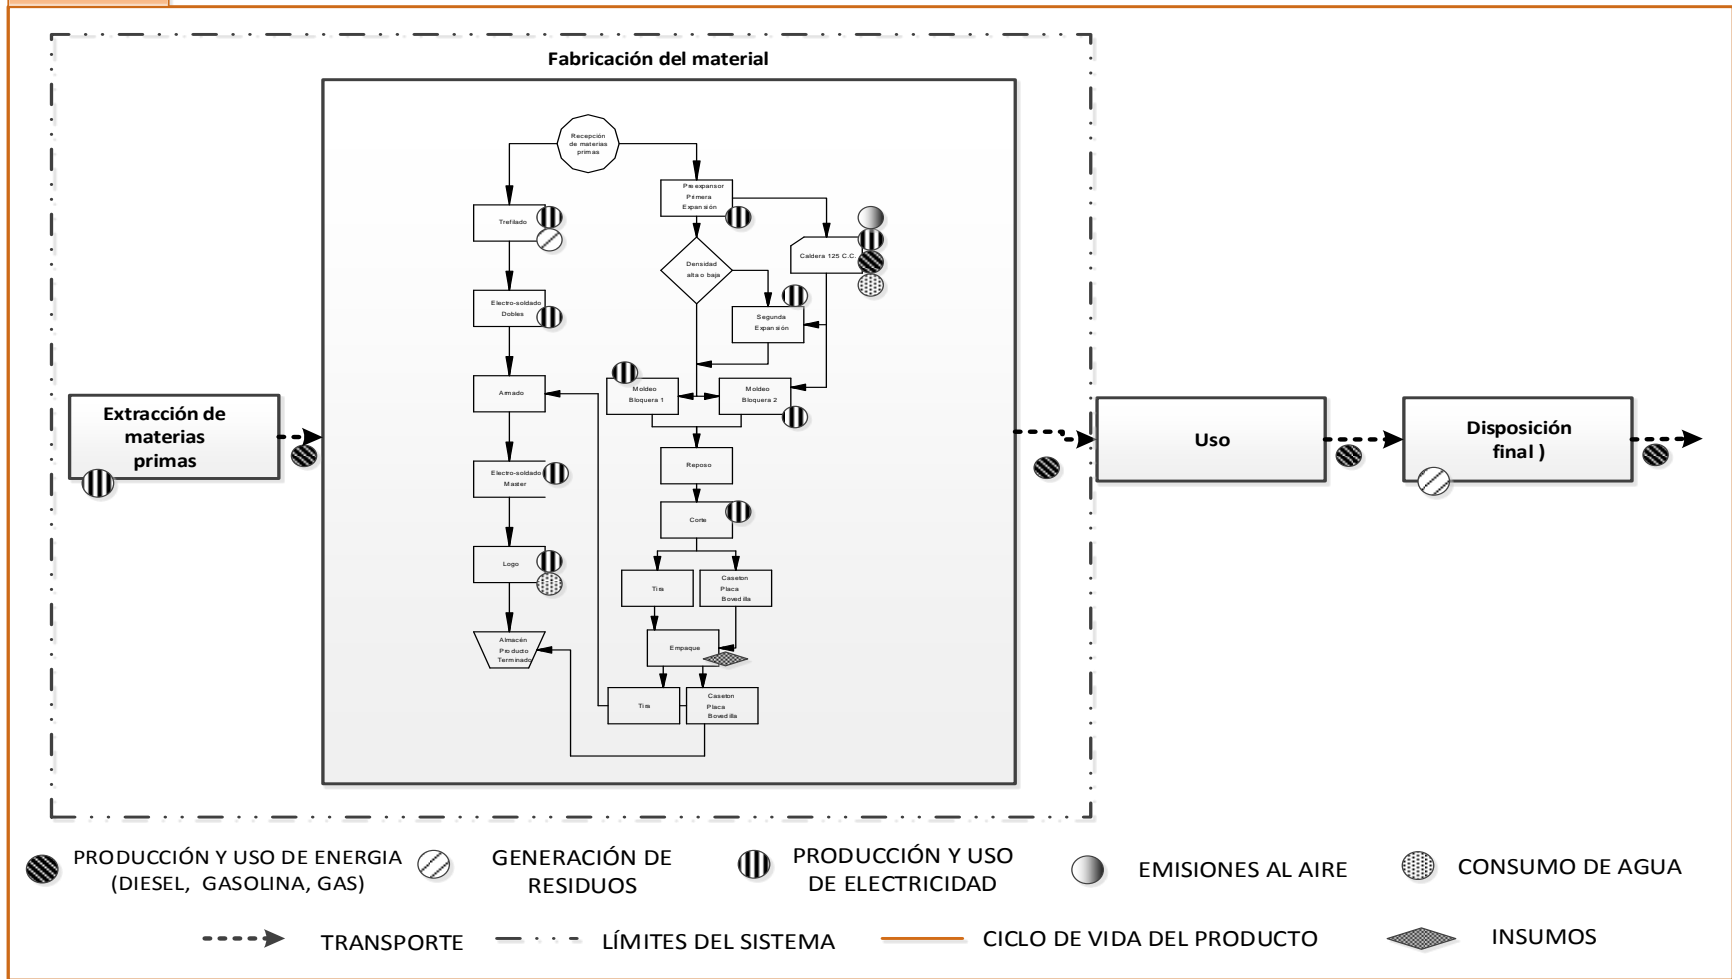 Fabricación del material
Recepción
de materias
primas
Preexpansor
Primera
Expansión
Trefilado
Densidad
alta o baja
Caldera 125 C.C.
Electro-soldado
Dobles
Segunda
Expansión
Armado
Moldeo
Bloquera 1
Moldeo
Bloquera 2
Extracción de
materias
primas
Uso
Disposición
final )
Reposo
Electro-soldado
Master
Corte
Logo
Tira
Caseton
Placa
Bovedilla
Almacén
Producto
Terminado
Empaque
Tira
Caseton
Placa
Bovedilla
PRODUCCIÓN Y USO DE ENERGIA
(DIESEL, GASOLINA, GAS)
GENERACIÓN DE
RESIDUOS
PRODUCCIÓN Y USO
DE ELECTRICIDAD
EMISIONES AL AIRE
CONSUMO DE AGUA
TRANSPORTE
LÍMITES DEL SISTEMA
CICLO DE VIDA DEL PRODUCTO
INSUMOS